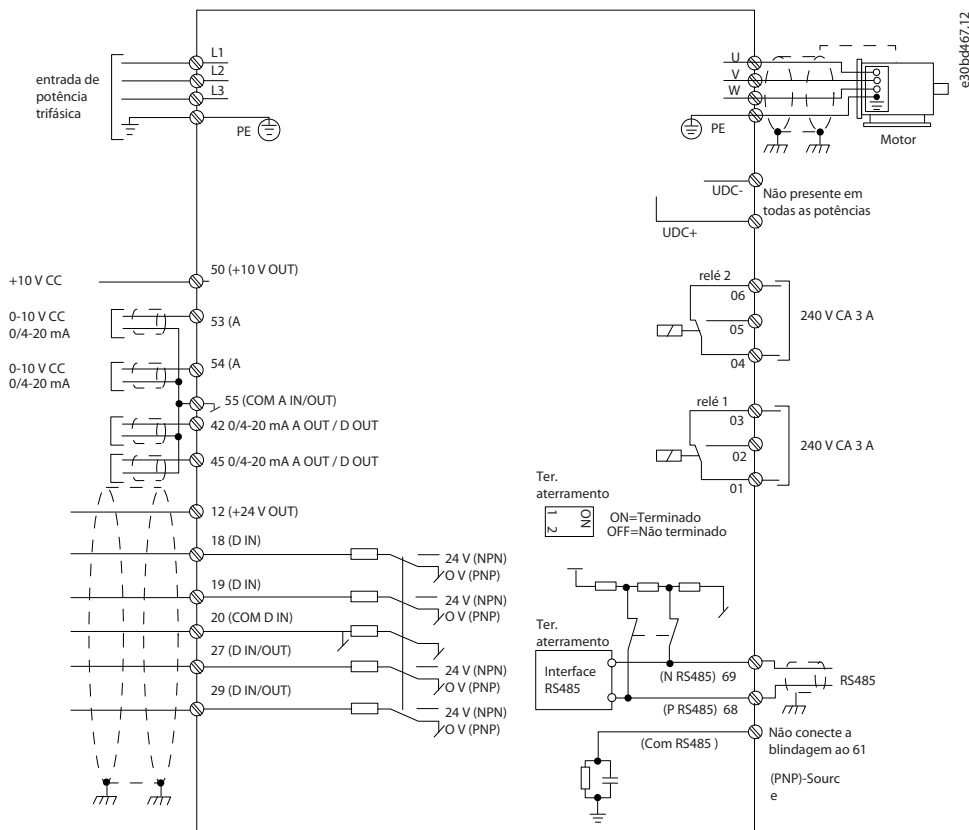 e30bd467.12
entrada de
potência
trifásica
L1
L2
L3
PE
U
V
W
PE
Motor
UDC-
Não presente em
todas as potências
UDC+
+10 V CC
50 (+10 V OUT)
0-10 V CC
0/4-20 mA
53 (A
0-10 V CC
0/4-20 mA
54 (A
55 (COM A IN/OUT)
42 0/4-20 mA A OUT / D OUT
45 0/4-20 mA A OUT / D OUT
12 (+24 V OUT)
18 (D IN)
24 V (NPN)
O V (PNP)
19 (D IN)
24 V (NPN)
O V (PNP)
20 (COM D IN)
27 (D IN/OUT)
24 V (NPN)
O V (PNP)
29 (D IN/OUT)
24 V (NPN)
O V (PNP)
relé 2
06
05
04
240 V CA 3 A
relé 1
03
02
01
240 V CA 3 A
Ter.
aterramento
1
2
ON
ON=Terminado
OFF=Não terminado
Ter.
aterramento
Interface
RS485
(N RS485) 69
RS485
(P RS485) 68
(Com RS485 )
Não conecte a
blindagem ao 61
(PNP)-Sourc
e